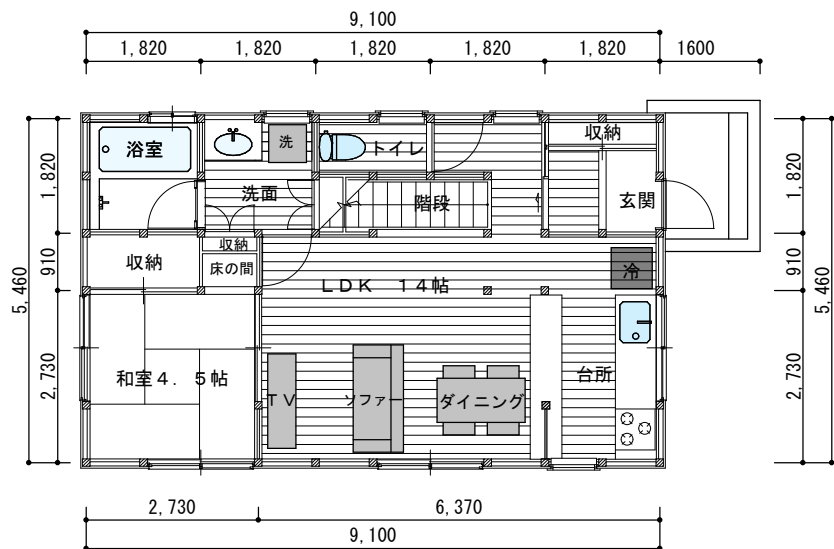 9,100
1,820 1,820 1,820 1,820 1,820 1600
浴室 洗 トイレ 収納
洗面 階段 玄関
1,820 1,820
収納 収納 床の間 冷
910 910
LDK 14帖
5,460 5,460
和室4.5帖 TV ソファー ダイニング 台所
2,730 2,730
2,730 6,370
9,100